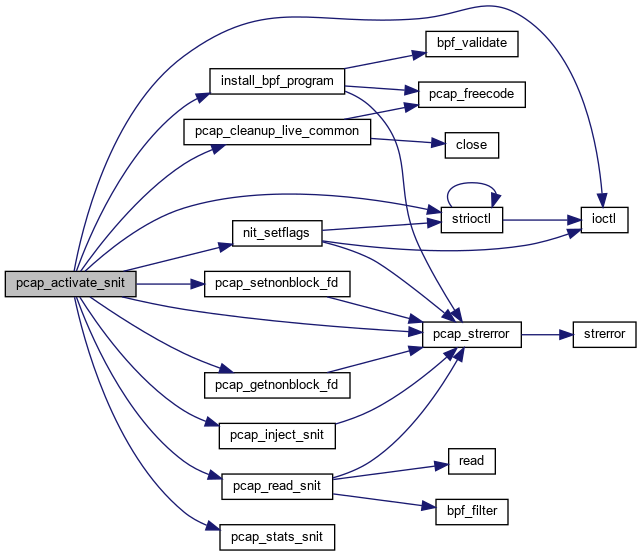 pcap_activate_snit
install_bpf_program
pcap_cleanup_live_common
nit_setflags
pcap_setnonblock_fd
pcap_getnonblock_fd
pcap_inject_snit
pcap_read_snit
pcap_stats_snit
bpf_validate
pcap_freecode
close
strioctl
pcap_strerror
read
bpf_filter
ioctl
strerror